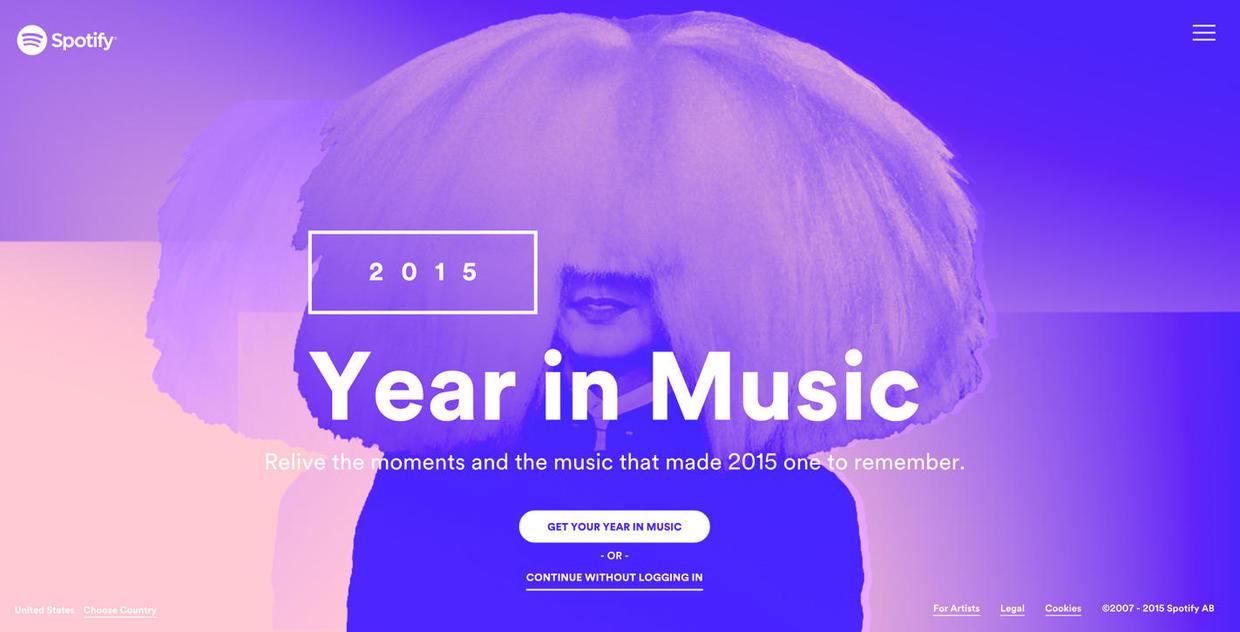 Spotify
2 0 1 5
Year in Music
Relive the moments and the music that made 2015 one to remember.
GET YOUR YEAR IN MUSIC
- OR -
CONTINUE WITHOUT LOGGING IN
United States Choose Country
For Artists Legal Cookies ©2007 - 2015 Spotify AB